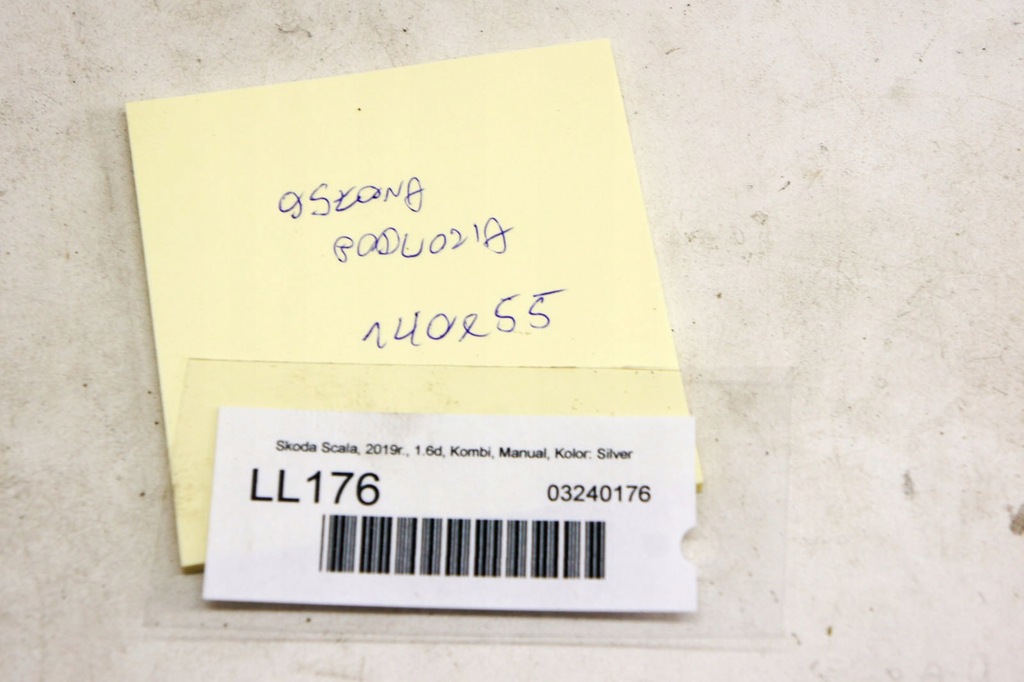 OSŁONA
PODWOZIA
140x55
Skoda Scala, 2019r., 1.6d, Kombi, Manual, Kolor: Silver
LL176
03240176